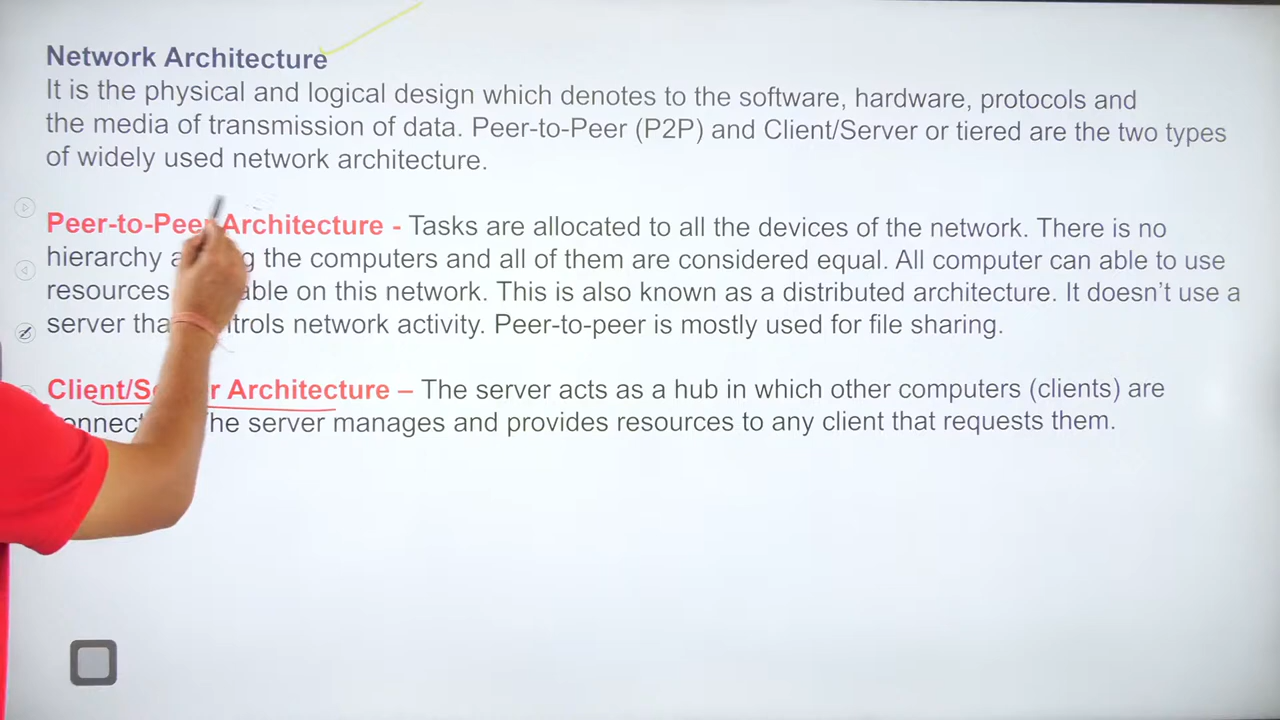 Network Architecture
It is the physical and logical design which denotes to the software, hardware, protocols and
the media of transmission of data. Peer-to-Peer (P2P) and Client/Server or tiered are the two types
of widely used network architecture.
Peer-to-Peer Architecture - Tasks are allocated to all the devices of the network. There is no
hierarchy the computers and all of them are considered equal. All computer can able to use
resources on this network. This is also known as a distributed architecture. It doesn't use a
server network activity. Peer-to-peer is mostly used for file sharing.
Client/Server Architecture – The server acts as a hub in which other computers (clients) are
The server manages and provides resources to any client that requests them.